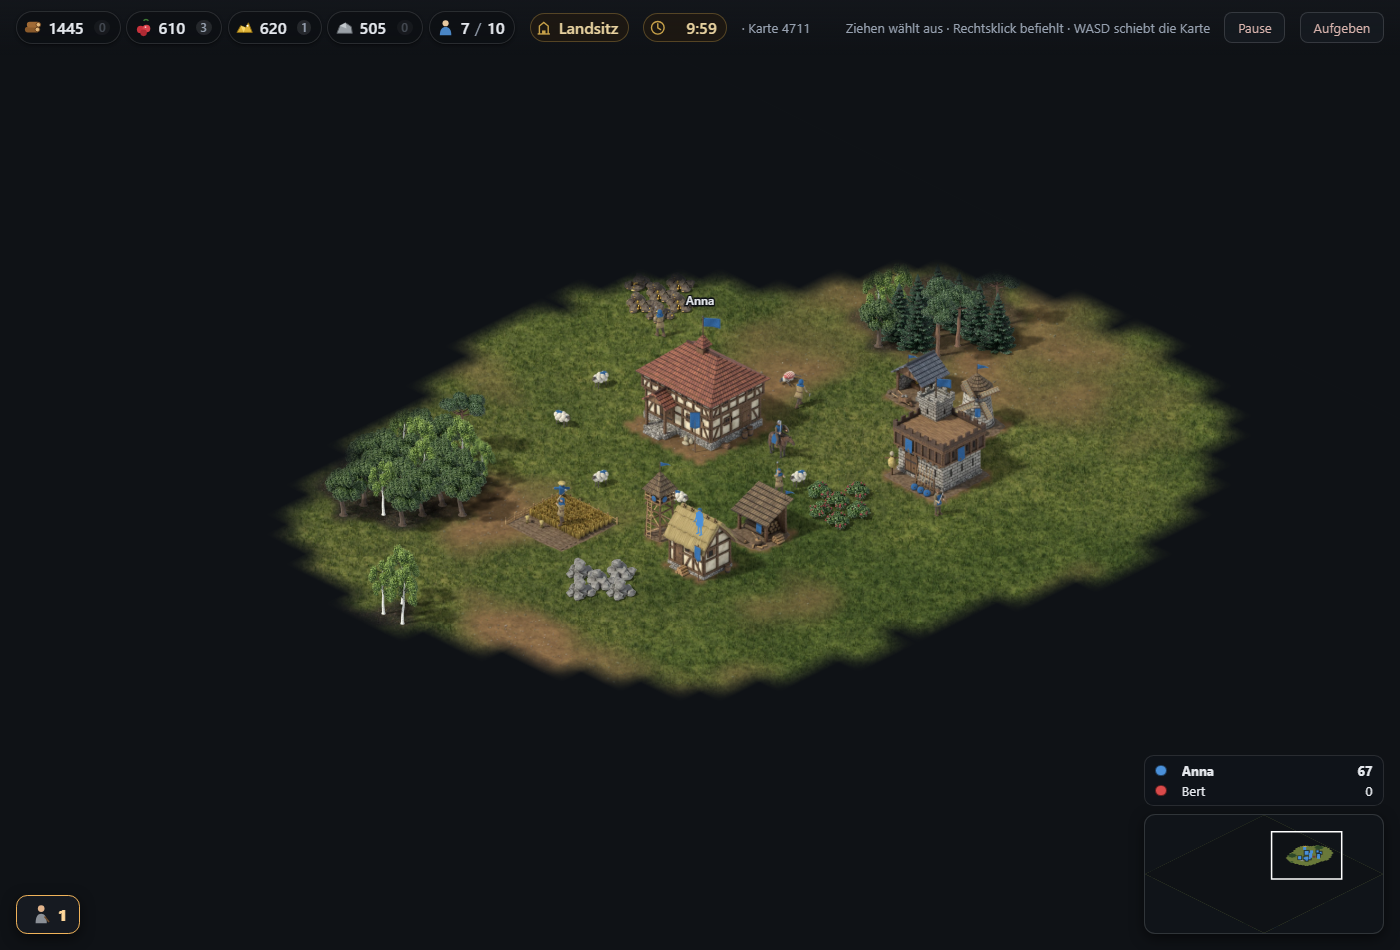 1445 0 610 3 620 1 505 0 7 / 10 Landsitz 9:59 · Karte 4711 Ziehen wählt aus · Rechtsklick befiehlt · WASD schiebt die Karte Pause Aufgeben
Anna
Anna 67
Bert 0
1